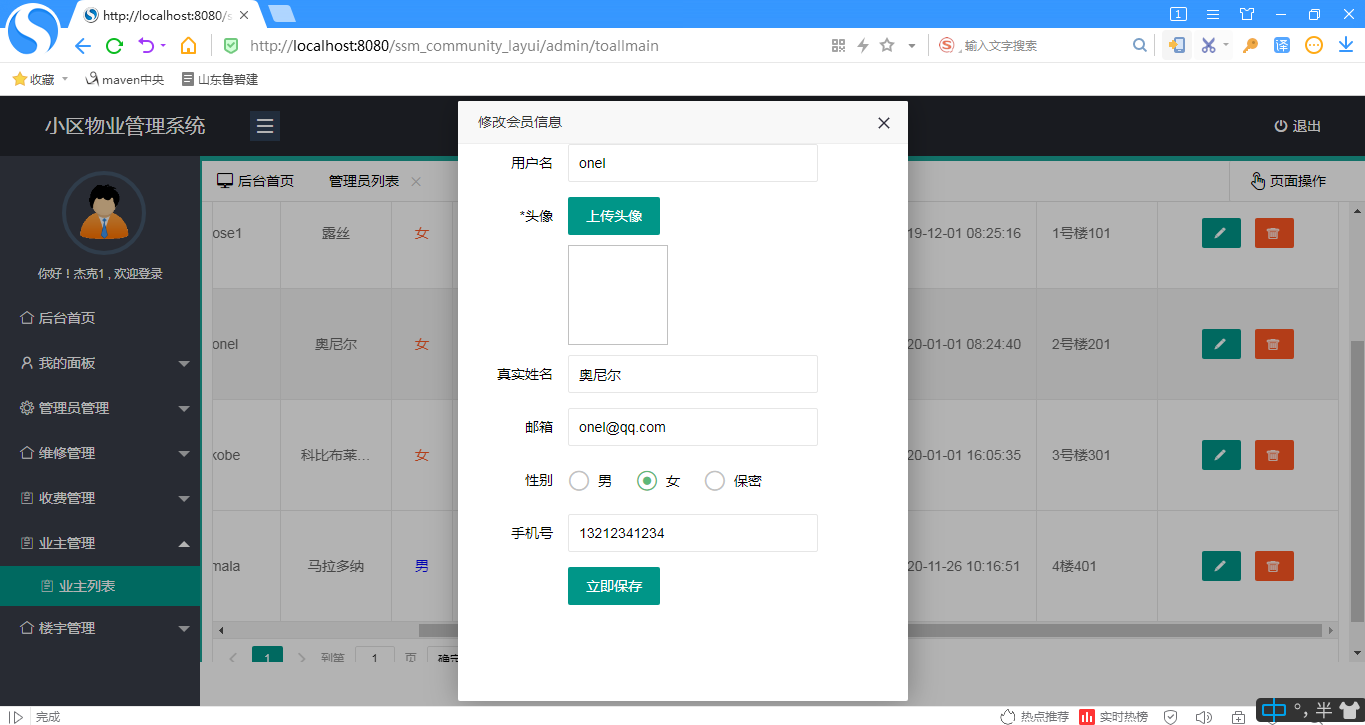 http://localhost:8080/s
1
http://localhost:8080/ssm_community_layui/admin/toallmain
输入文字搜索
译
收藏
maven中央
山东鲁碧建
小区物业管理系统
退出
你好！杰克1 , 欢迎登录
后台首页
我的面板
管理员管理
维修管理
收费管理
业主管理
业主列表
楼宇管理
后台首页
管理员列表
页面操作
ose1
露丝
女
19-12-01 08:25:16
1号楼101
onel
奥尼尔
女
20-01-01 08:24:40
2号楼201
kobe
科比布莱...
女
20-01-01 16:05:35
3号楼301
mala
马拉多纳
男
20-11-26 10:16:51
4楼401
1
到第
1
页
确定
修改会员信息
用户名
onel
*头像
上传头像
真实姓名
奥尼尔
邮箱
onel@qq.com
性别
男
女
保密
手机号
13212341234
立即保存
完成
热点推荐
实时热榜
中
°,
半